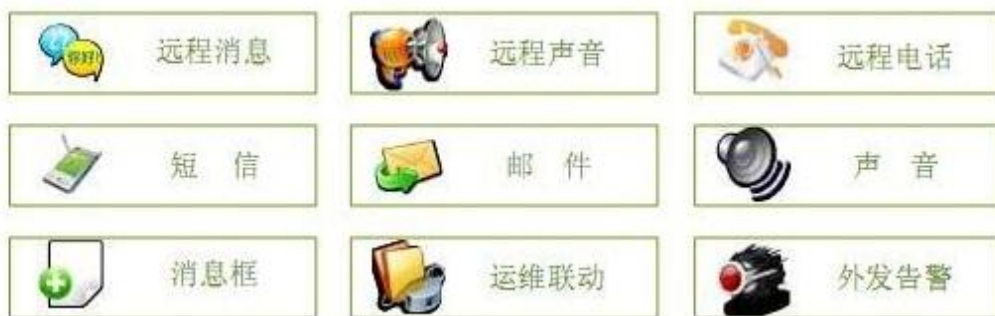 你好!
远程消息
远程声音
远程电话
短 信
邮 件
声 音
消息框
运维联动
外发告警